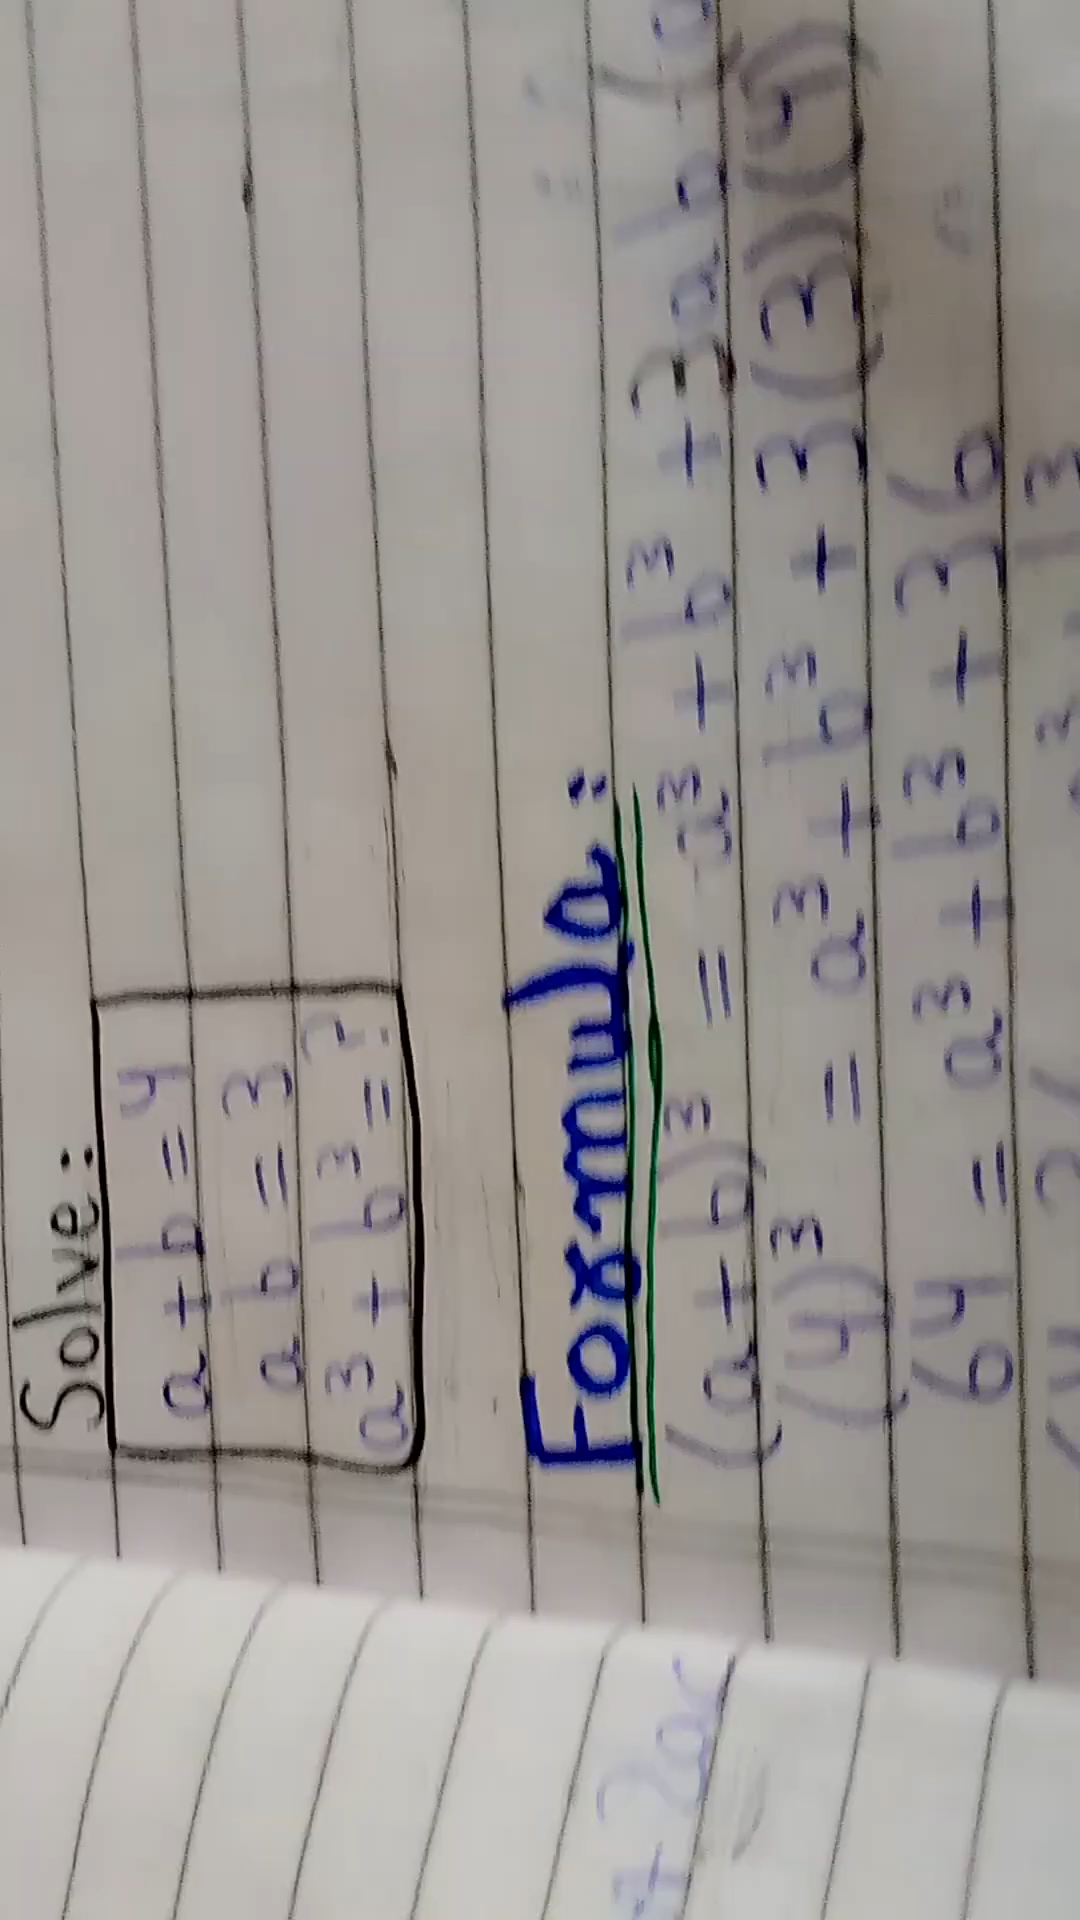 Solve:
a + b = 4
ab = 3
a³ + b³ = ?
Formula:
(a+b)³ = a³ + b³ + 3ab(a
(4)³ = a³ + b³ + 3(3)(4)
64 = a³ + b³ + 36
+ 2ac